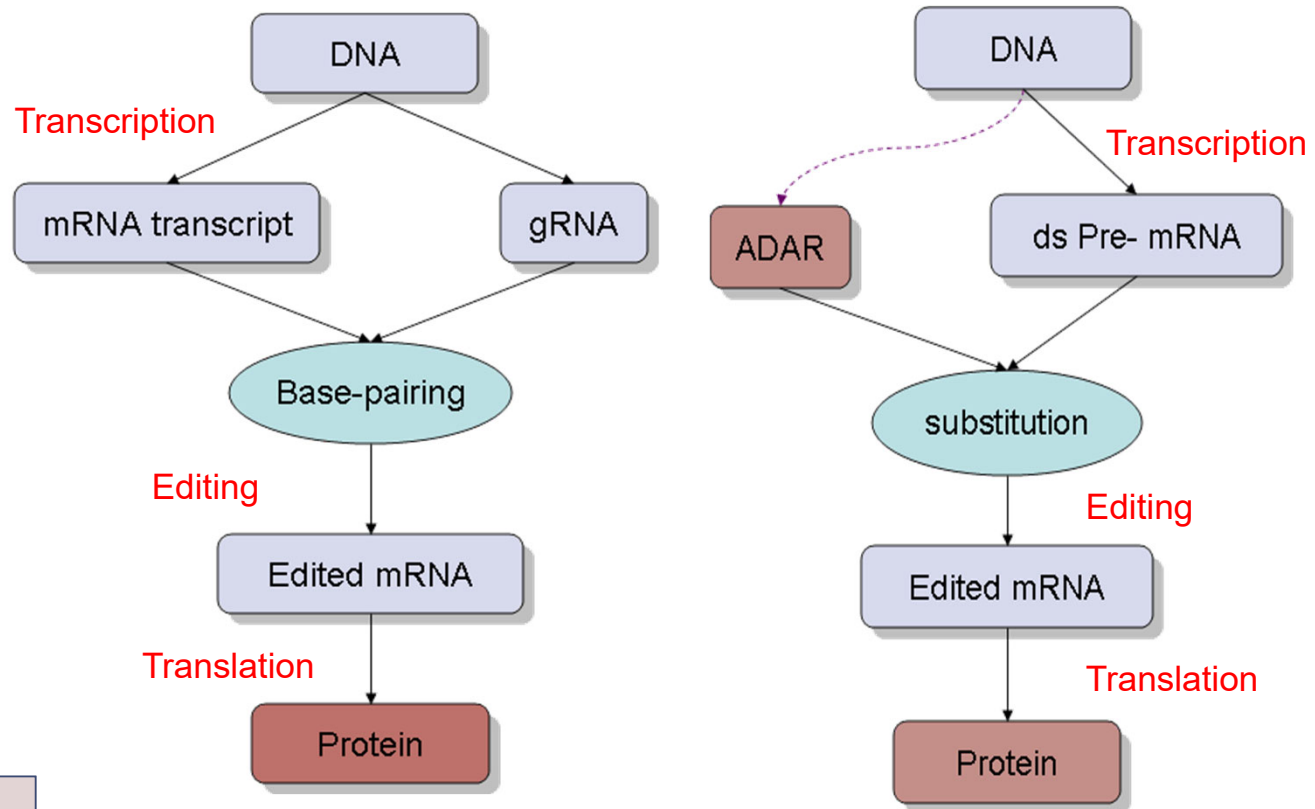 DNA
Transcription
mRNA transcript
gRNA
Base-pairing
Editing
Edited mRNA
Translation
Protein
DNA
Transcription
ADAR
ds Pre- mRNA
substitution
Editing
Edited mRNA
Translation
Protein